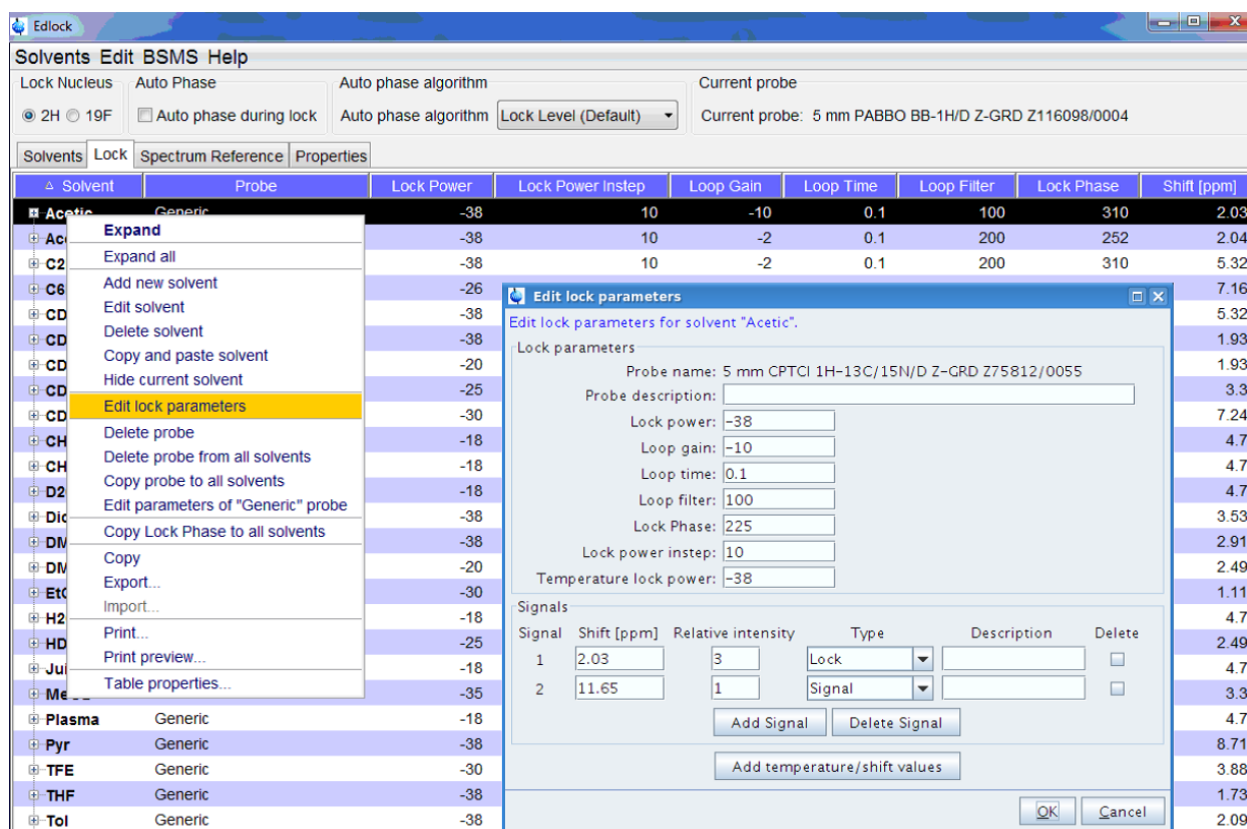 Edlock
Solvents Edit BSMS Help
Lock Nucleus Auto Phase Auto phase algorithm Current probe
2H 19F Auto phase during lock Auto phase algorithm Lock Level (Default) Current probe: 5 mm PABBO BB-1H/D Z-GRD Z116098/0004
Solvents Lock Spectrum Reference Properties
Solvent Probe Lock Power Lock Power Instep Loop Gain Loop Time Loop Filter Lock Phase Shift [ppm]
Acetic Generic -38 10 -10 0.1 100 310 2.03
-38 10 -2 0.1 200 252 2.04
C2 -38 10 -2 0.1 200 310 5.32
C6 -26 7.16
CD -38 5.32
CD -38 1.93
CD -20 1.93
CD -25 3.3
CD -30 7.24
CH -18 4.7
CH -18 4.7
D2 -18 4.7
-38 3.53
-38 2.91
-20 2.49
-30 1.11
H2 -18 4.7
HD -25 2.49
-18 4.7
-35 3.3
Plasma Generic -18 4.7
Pyr Generic -38 8.71
TFE Generic -30 3.88
THF Generic -38 1.73
Tol Generic -38 2.09
Expand
Expand all
Add new solvent
Edit solvent
Delete solvent
Copy and paste solvent
Hide current solvent
Edit lock parameters
Delete probe
Delete probe from all solvents
Copy probe to all solvents
Edit parameters of "Generic" probe
Copy Lock Phase to all solvents
Copy
Export...
Import...
Print...
Print preview...
Table properties...
Edit lock parameters
Edit lock parameters for solvent "Acetic".
Lock parameters
Probe name: 5 mm CPTCI 1H-13C/15N/D Z-GRD Z75812/0055
Probe description:
Lock power: -38
Loop gain: -10
Loop time: 0.1
Loop filter: 100
Lock Phase: 225
Lock power instep: 10
Temperature lock power: -38
Signals
Signal Shift [ppm] Relative intensity Type Description Delete
1 2.03 3 Lock
2 11.65 1 Signal
Add Signal Delete Signal
Add temperature/shift values
OK Cancel